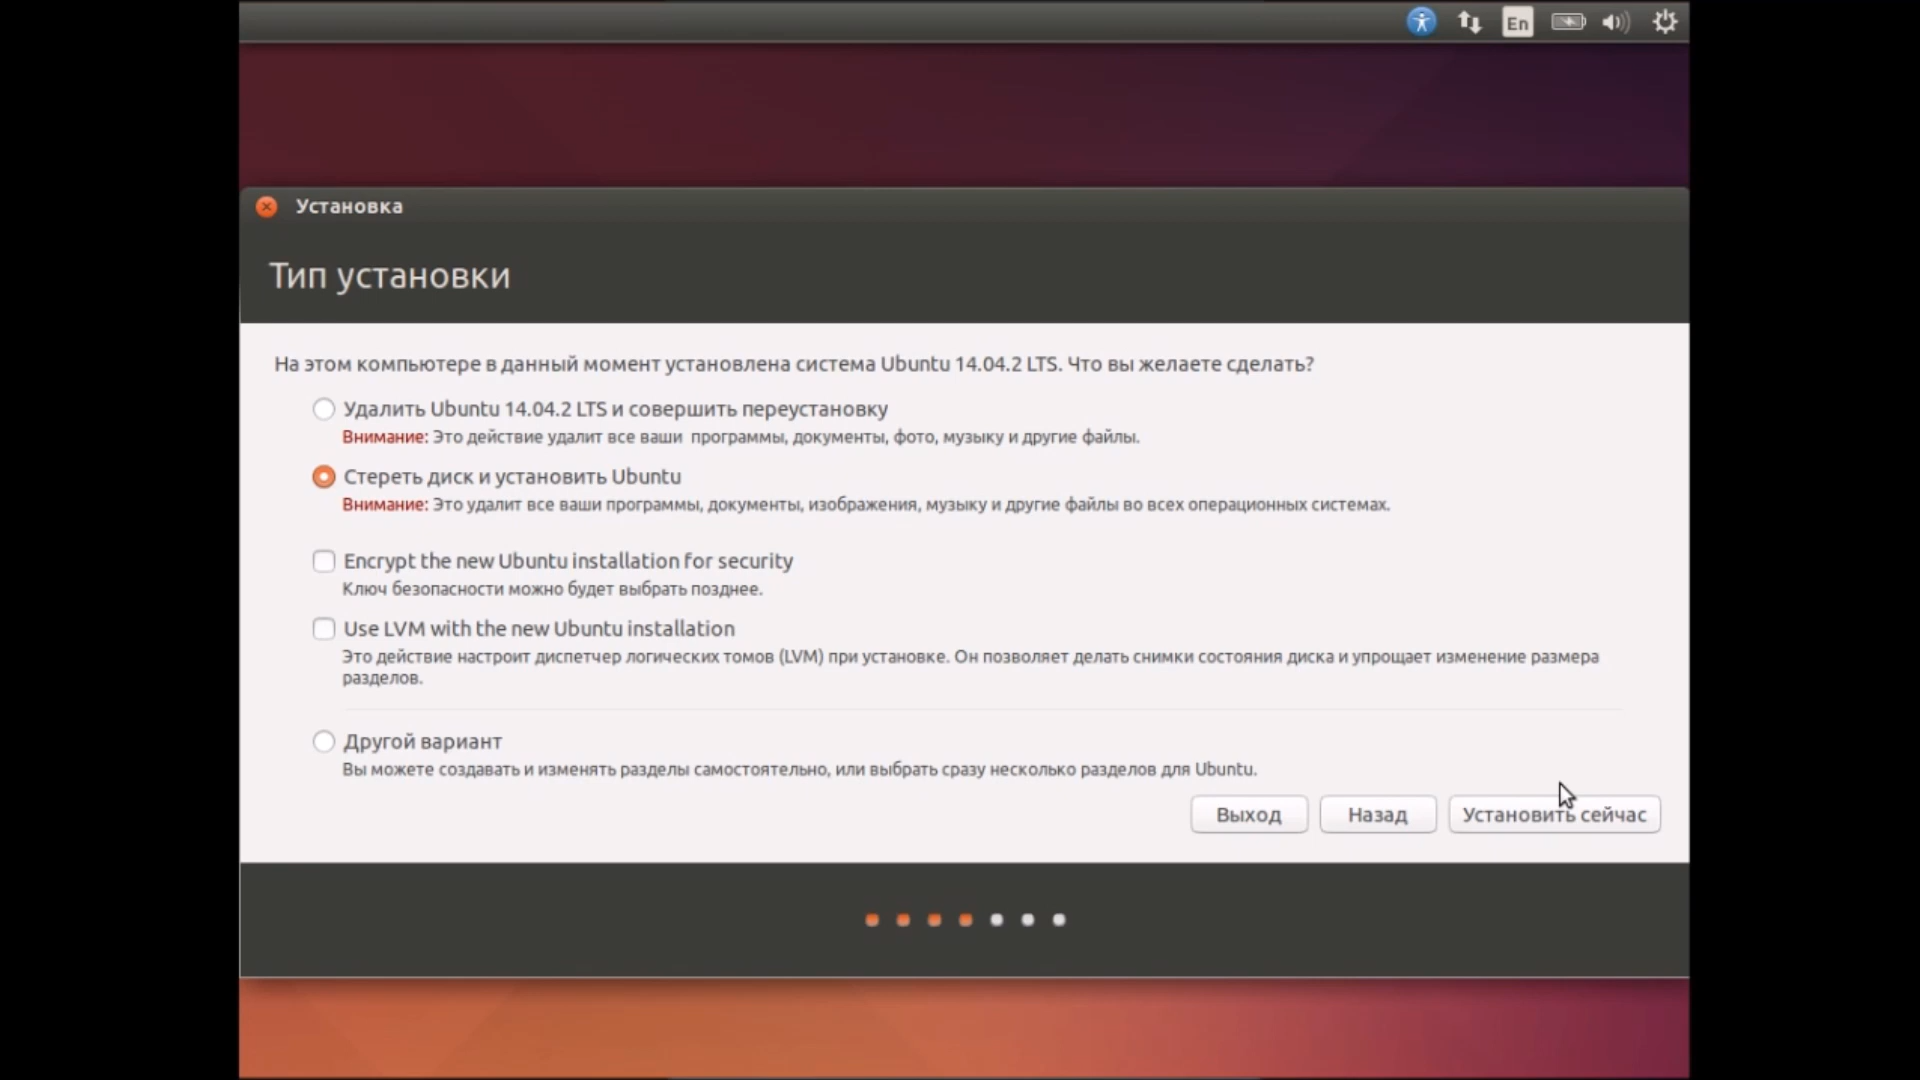 En
Установка
Тип установки
На этом компьютере в данный момент установлена система Ubuntu 14.04.2 LTS. Что вы желаете сделать?
Удалить Ubuntu 14.04.2 LTS и совершить переустановку
Внимание: Это действие удалит все ваши программы, документы, фото, музыку и другие файлы.
Стереть диск и установить Ubuntu
Внимание: Это удалит все ваши программы, документы, изображения, музыку и другие файлы во всех операционных системах.
Encrypt the new Ubuntu installation for security
Ключ безопасности можно будет выбрать позднее.
Use LVM with the new Ubuntu installation
Это действие настроит диспетчер логических томов (LVM) при установке. Он позволяет делать снимки состояния диска и упрощает изменение размера
разделов.
Другой вариант
Вы можете создавать и изменять разделы самостоятельно, или выбрать сразу несколько разделов для Ubuntu.
Выход Назад Установить сейчас